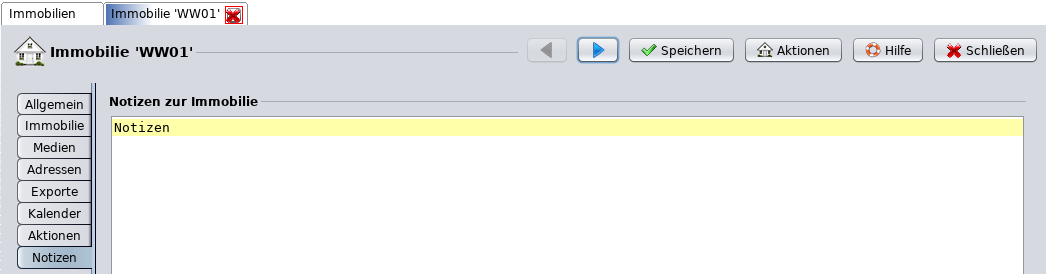 Immobilien
Immobilie 'WW01'
Immobilie 'WW01'
Speichern
Aktionen
Hilfe
Schließen
Allgemein
Immobilie
Medien
Adressen
Exporte
Kalender
Aktionen
Notizen
Notizen zur Immobilie
Notizen